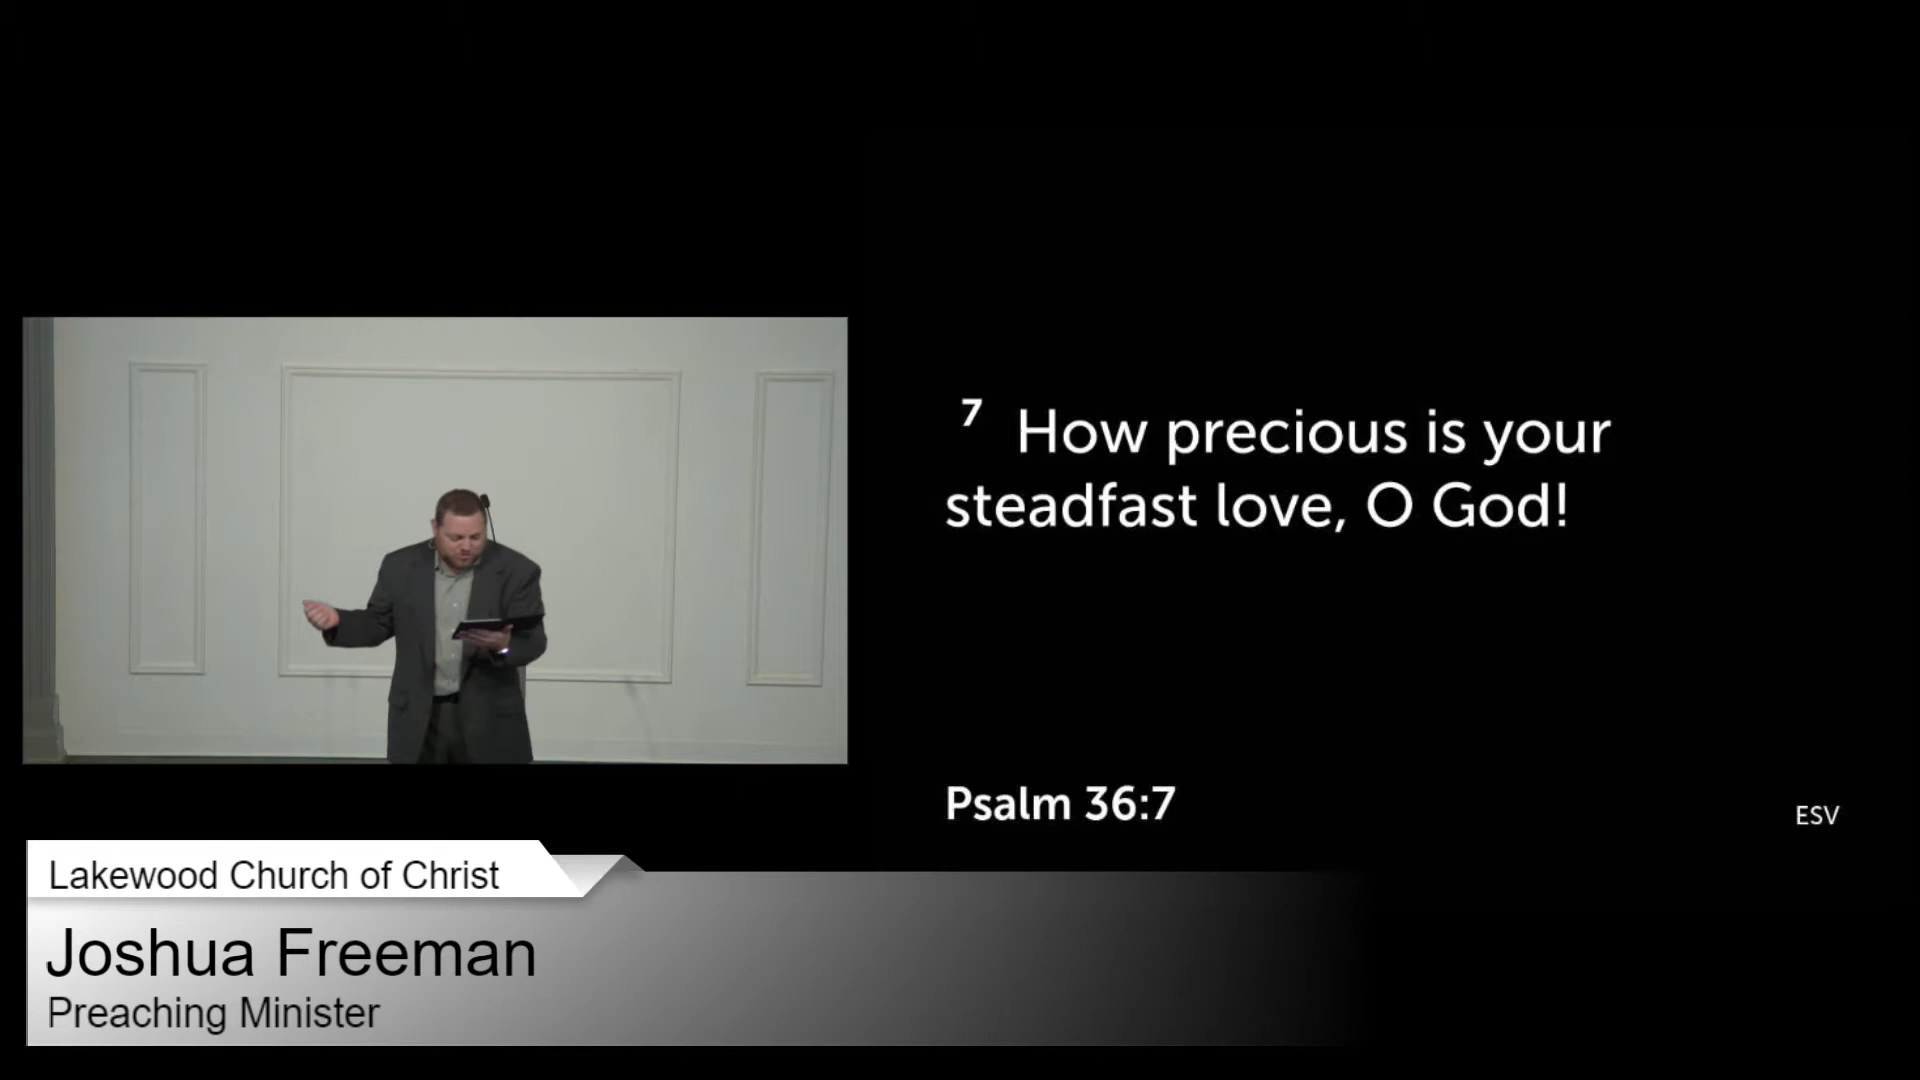 7 How precious is your
steadfast love, O God!
Psalm 36:7
ESV
Lakewood Church of Christ
Joshua Freeman
Preaching Minister